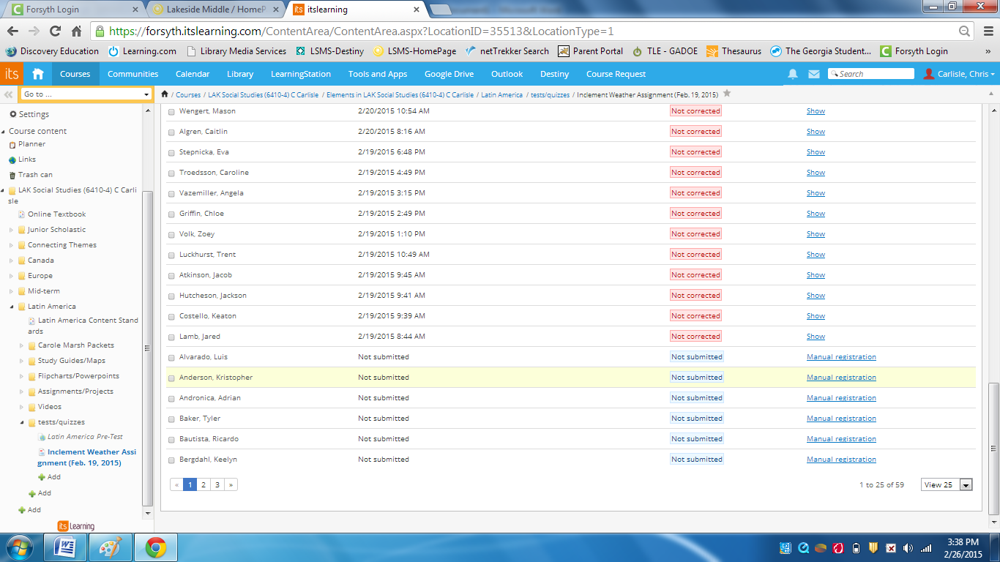 Forsyth Login
Lakeside Middle / HomeP
itslearning
https://forsyth.itslearning.com/ContentArea/ContentArea.aspx?LocationID=35513&LocationType=1
Discovery Education
Learning.com
Library Media Services
LSMS-Destiny
LSMS-HomePage
netTrekker Search
Parent Portal
TLE - GADOE
Thesaurus
The Georgia Student...
Forsyth Login
»
its
Courses
Communities
Calendar
Library
LearningStation
Tools and Apps
Google Drive
Outlook
Destiny
Course Request
Search
Carlisle, Chris
Go to ...
/ Courses / LAK Social Studies (6410-4) C Carlisle / Elements in LAK Social Studies (6410-4) C Carlisle / Latin America / tests/quizzes / Inclement Weather Assignment (Feb. 19, 2015)
Settings
Course content
Planner
Links
Trash can
LAK Social Studies (6410-4) C Carli
sle
Online Textbook
Junior Scholastic
Connecting Themes
Canada
Europe
Mid-term
Latin America
Latin America Content Stand
ards
Carole Marsh Packets
Study Guides/Maps
Flipcharts/Powerpoints
Assignments/Projects
Videos
tests/quizzes
Latin America Pre-Test
Inclement Weather Assi
gnment (Feb. 19, 2015)
Add
Add
Add
its Learning
Wengert, Mason 2/20/2015 10:54 AM Not corrected Show
Algren, Caitlin 2/20/2015 8:16 AM Not corrected Show
Stepnicka, Eva 2/19/2015 6:48 PM Not corrected Show
Troedsson, Caroline 2/19/2015 4:49 PM Not corrected Show
Vazemiller, Angela 2/19/2015 3:15 PM Not corrected Show
Griffin, Chloe 2/19/2015 2:49 PM Not corrected Show
Volk, Zoey 2/19/2015 1:10 PM Not corrected Show
Luckhurst, Trent 2/19/2015 10:49 AM Not corrected Show
Atkinson, Jacob 2/19/2015 9:45 AM Not corrected Show
Hutcheson, Jackson 2/19/2015 9:41 AM Not corrected Show
Costello, Keaton 2/19/2015 9:39 AM Not corrected Show
Lamb, Jared 2/19/2015 8:44 AM Not corrected Show
Alvarado, Luis Not submitted Not submitted Manual registration
Anderson, Kristopher Not submitted Not submitted Manual registration
Andronica, Adrian Not submitted Not submitted Manual registration
Baker, Tyler Not submitted Not submitted Manual registration
Bautista, Ricardo Not submitted Not submitted Manual registration
Bergdahl, Keelyn Not submitted Not submitted Manual registration
« 1 2 3 »
1 to 25 of 59
View 25
3:38 PM
2/26/2015